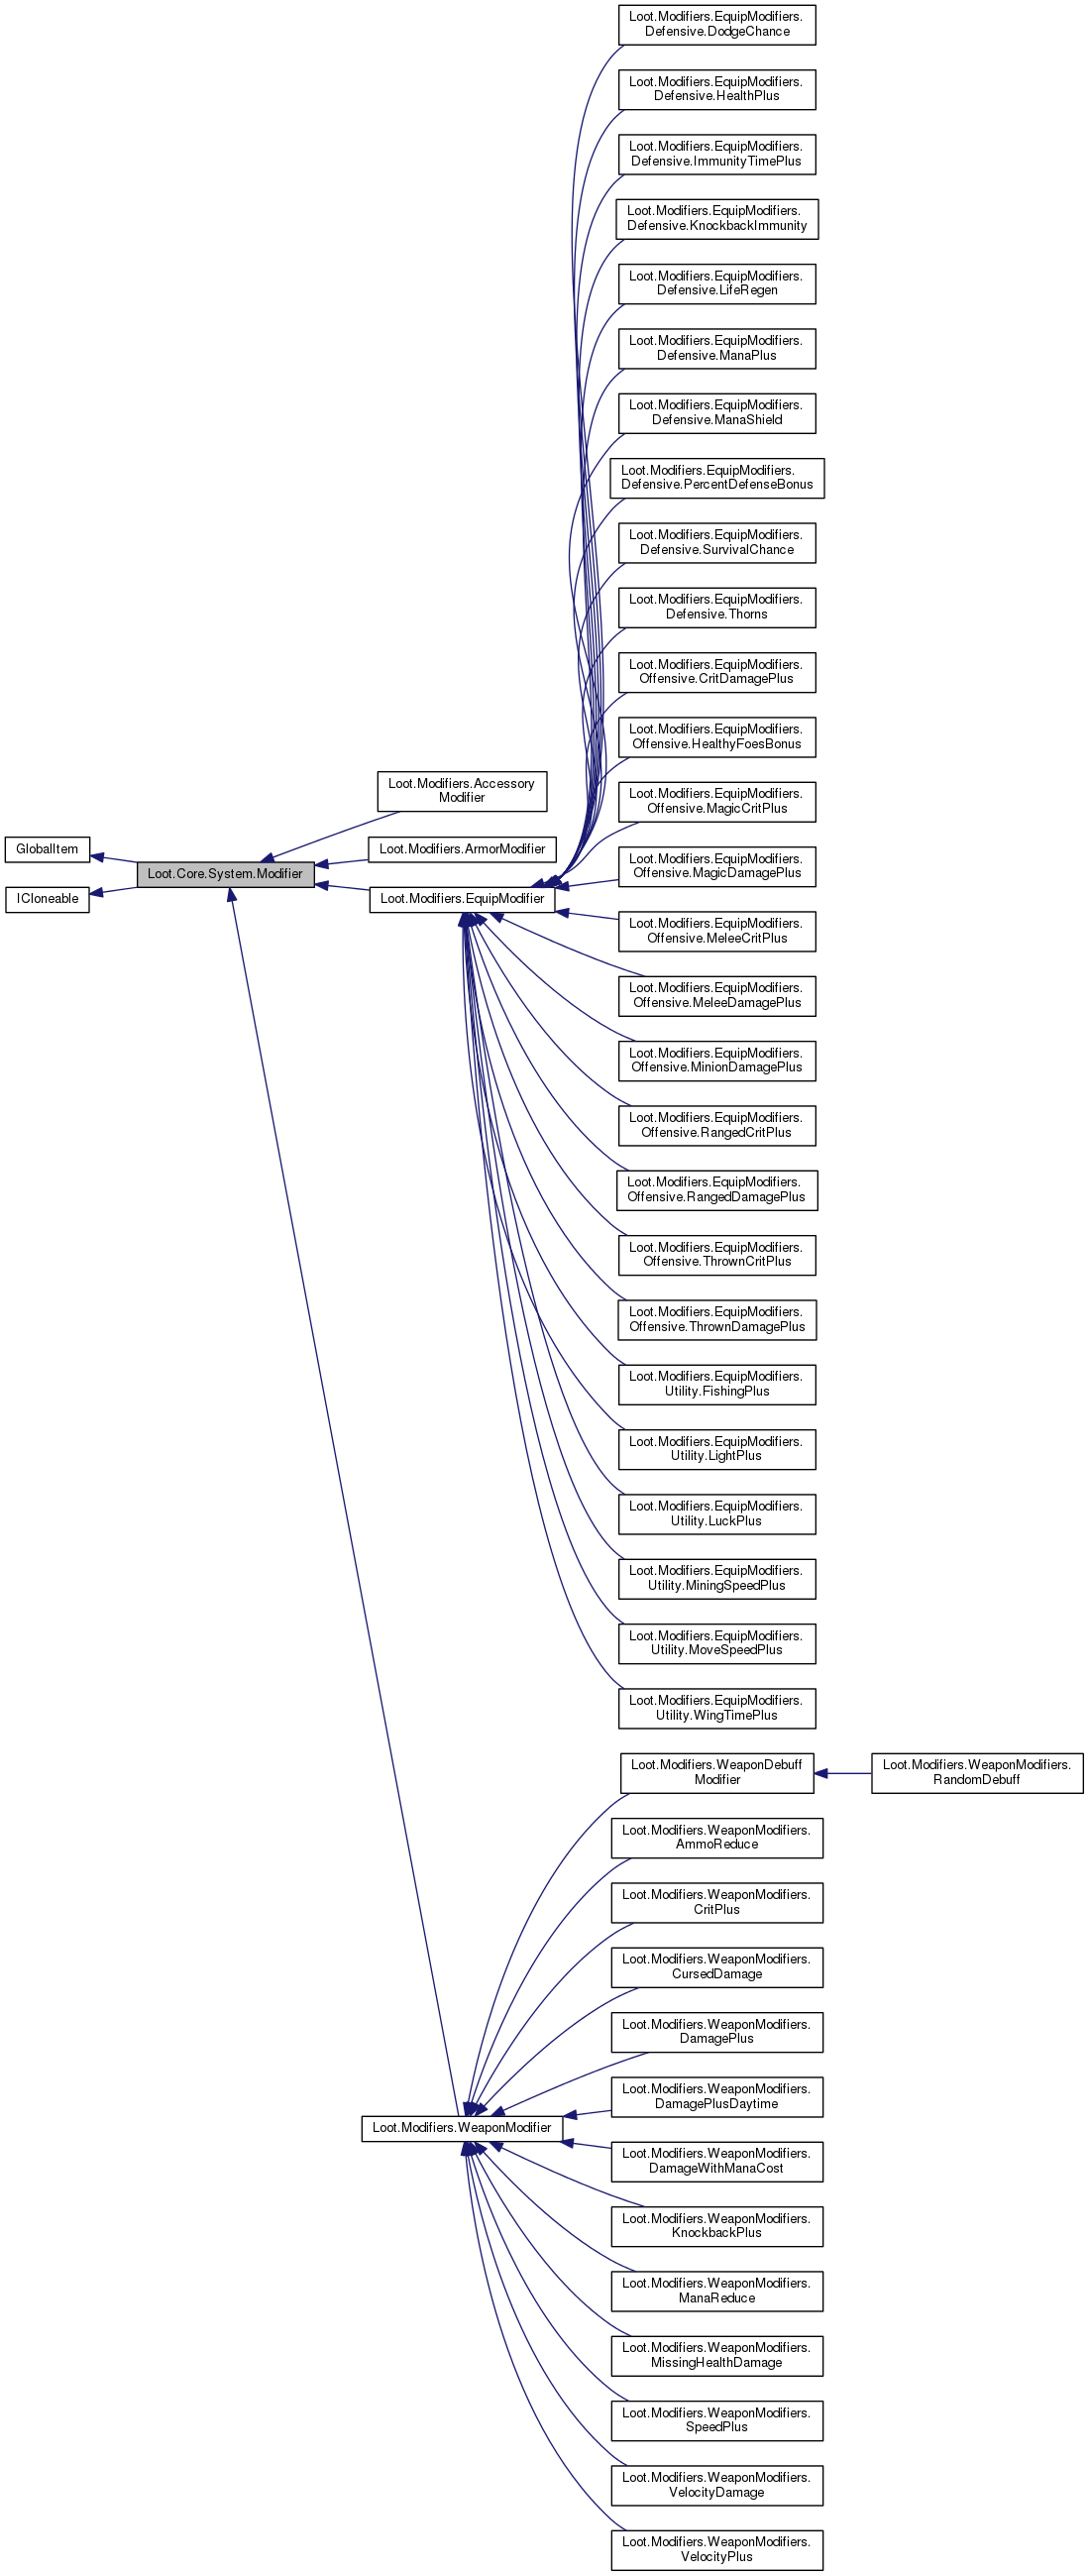 Loot.Modifiers.EquipModifiers.
Defensive.DodgeChance
Loot.Modifiers.EquipModifiers.
Defensive.HealthPlus
Loot.Modifiers.EquipModifiers.
Defensive.ImmunityTimePlus
Loot.Modifiers.EquipModifiers.
Defensive.KnockbackImmunity
Loot.Modifiers.EquipModifiers.
Defensive.LifeRegen
Loot.Modifiers.EquipModifiers.
Defensive.ManaPlus
Loot.Modifiers.EquipModifiers.
Defensive.ManaShield
Loot.Modifiers.EquipModifiers.
Defensive.PercentDefenseBonus
Loot.Modifiers.EquipModifiers.
Defensive.SurvivalChance
Loot.Modifiers.EquipModifiers.
Defensive.Thorns
Loot.Modifiers.EquipModifiers.
Offensive.CritDamagePlus
Loot.Modifiers.EquipModifiers.
Offensive.HealthyFoesBonus
Loot.Modifiers.Accessory
Modifier
Loot.Modifiers.EquipModifiers.
Offensive.MagicCritPlus
GlobalItem
Loot.Modifiers.ArmorModifier
Loot.Modifiers.EquipModifiers.
Offensive.MagicDamagePlus
Loot.Core.System.Modifier
ICloneable
Loot.Modifiers.EquipModifier
Loot.Modifiers.EquipModifiers.
Offensive.MeleeCritPlus
Loot.Modifiers.EquipModifiers.
Offensive.MeleeDamagePlus
Loot.Modifiers.EquipModifiers.
Offensive.MinionDamagePlus
Loot.Modifiers.EquipModifiers.
Offensive.RangedCritPlus
Loot.Modifiers.EquipModifiers.
Offensive.RangedDamagePlus
Loot.Modifiers.EquipModifiers.
Offensive.ThrownCritPlus
Loot.Modifiers.EquipModifiers.
Offensive.ThrownDamagePlus
Loot.Modifiers.EquipModifiers.
Utility.FishingPlus
Loot.Modifiers.EquipModifiers.
Utility.LightPlus
Loot.Modifiers.EquipModifiers.
Utility.LuckPlus
Loot.Modifiers.EquipModifiers.
Utility.MiningSpeedPlus
Loot.Modifiers.EquipModifiers.
Utility.MoveSpeedPlus
Loot.Modifiers.EquipModifiers.
Utility.WingTimePlus
Loot.Modifiers.WeaponDebuff
Modifier
Loot.Modifiers.WeaponModifiers.
RandomDebuff
Loot.Modifiers.WeaponModifiers.
AmmoReduce
Loot.Modifiers.WeaponModifiers.
CritPlus
Loot.Modifiers.WeaponModifiers.
CursedDamage
Loot.Modifiers.WeaponModifiers.
DamagePlus
Loot.Modifiers.WeaponModifiers.
DamagePlusDaytime
Loot.Modifiers.WeaponModifier
Loot.Modifiers.WeaponModifiers.
DamageWithManaCost
Loot.Modifiers.WeaponModifiers.
KnockbackPlus
Loot.Modifiers.WeaponModifiers.
ManaReduce
Loot.Modifiers.WeaponModifiers.
MissingHealthDamage
Loot.Modifiers.WeaponModifiers.
SpeedPlus
Loot.Modifiers.WeaponModifiers.
VelocityDamage
Loot.Modifiers.WeaponModifiers.
VelocityPlus